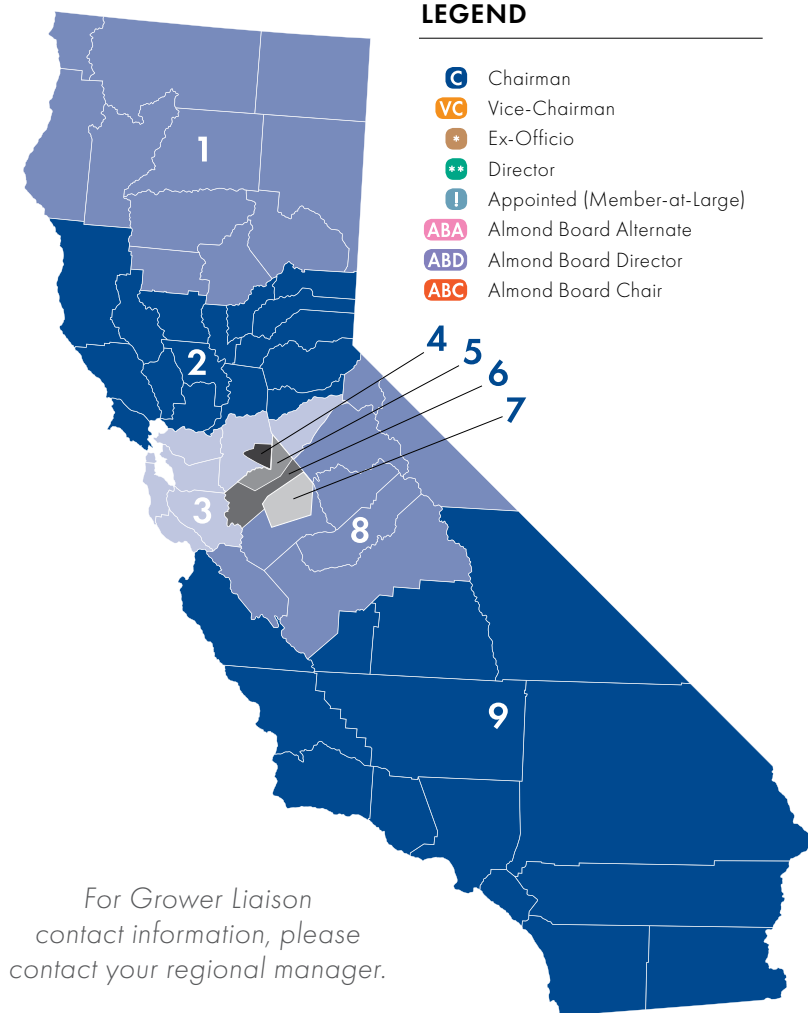 LEGEND
C Chairman
VC Vice-Chairman
* Ex-Officio
** Director
! Appointed (Member-at-Large)
ABA Almond Board Alternate
ABD Almond Board Director
ABC Almond Board Chair
1
2
4
5
6
7
3
8
9
For Grower Liaison
contact information, please
contact your regional manager.